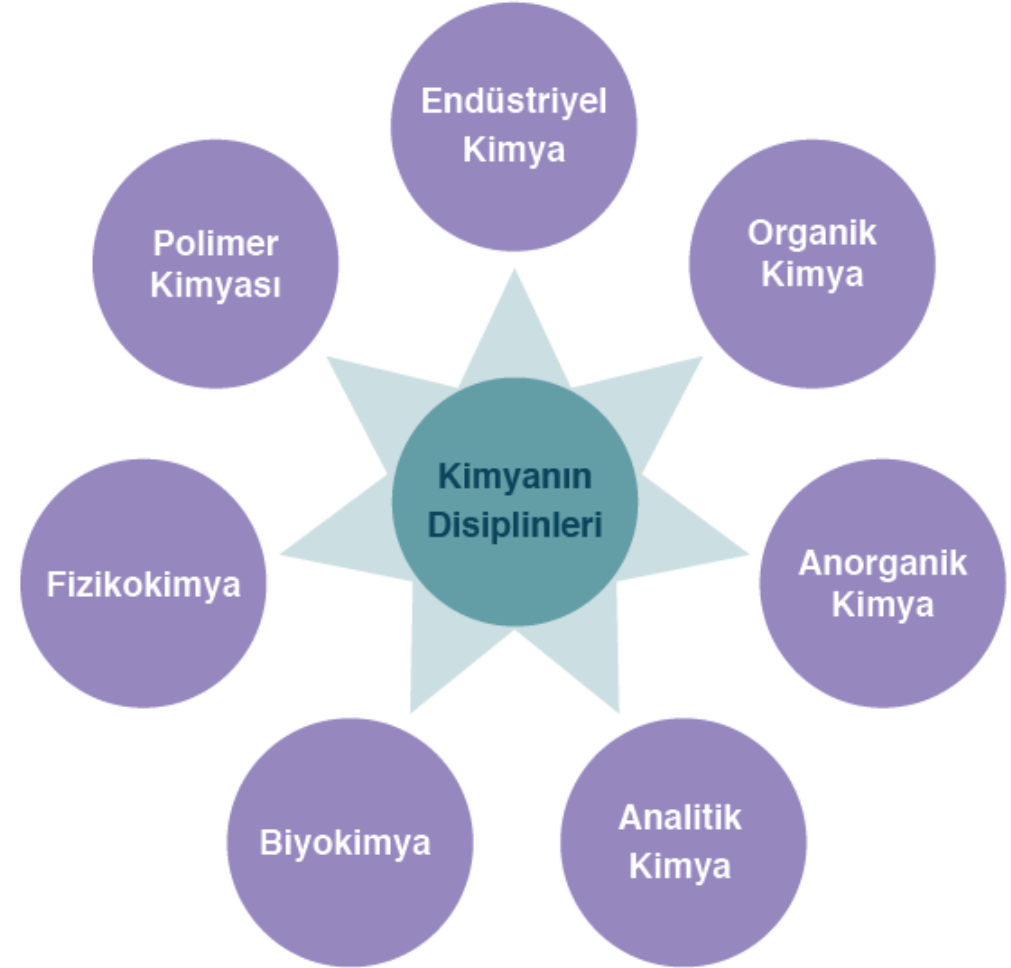 Endüstriyel
Kimya
Organik
Kimya
Anorganik
Kimya
Analitik
Kimya
Biyokimya
Fizikokimya
Polimer
Kimyası
Kimyanın
Disiplinleri